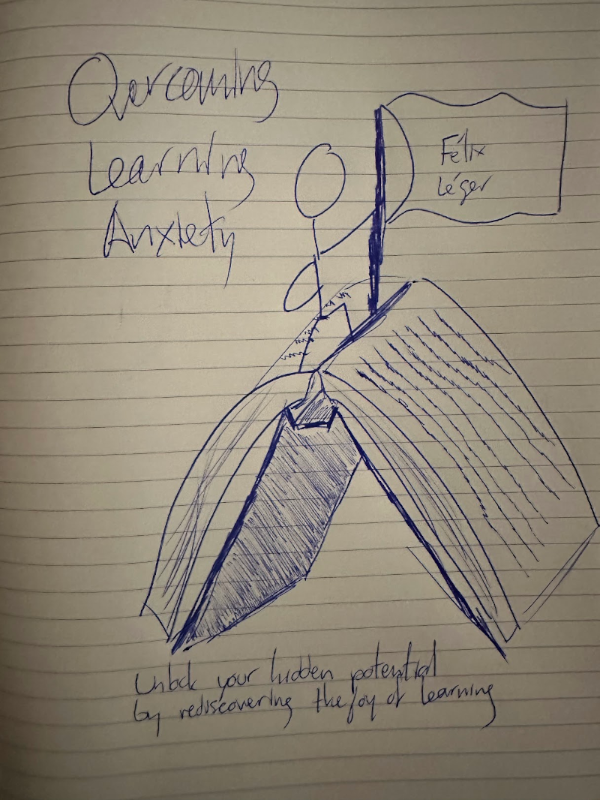 Overcoming
Learning
Anxiety
Félix
Léger
Unlock your hidden potential
by rediscovering the joy of learning